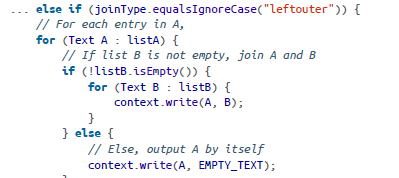 ... else if (joinType.equalsIgnoreCase("leftouter")) {
// For each entry in A,
for (Text A : listA) {
// If list B is not empty, join A and B
if (!listB.isEmpty()) {
for (Text B : listB) {
context.write(A, B);
}
} else {
// Else, output A by itself
context.write(A, EMPTY_TEXT);